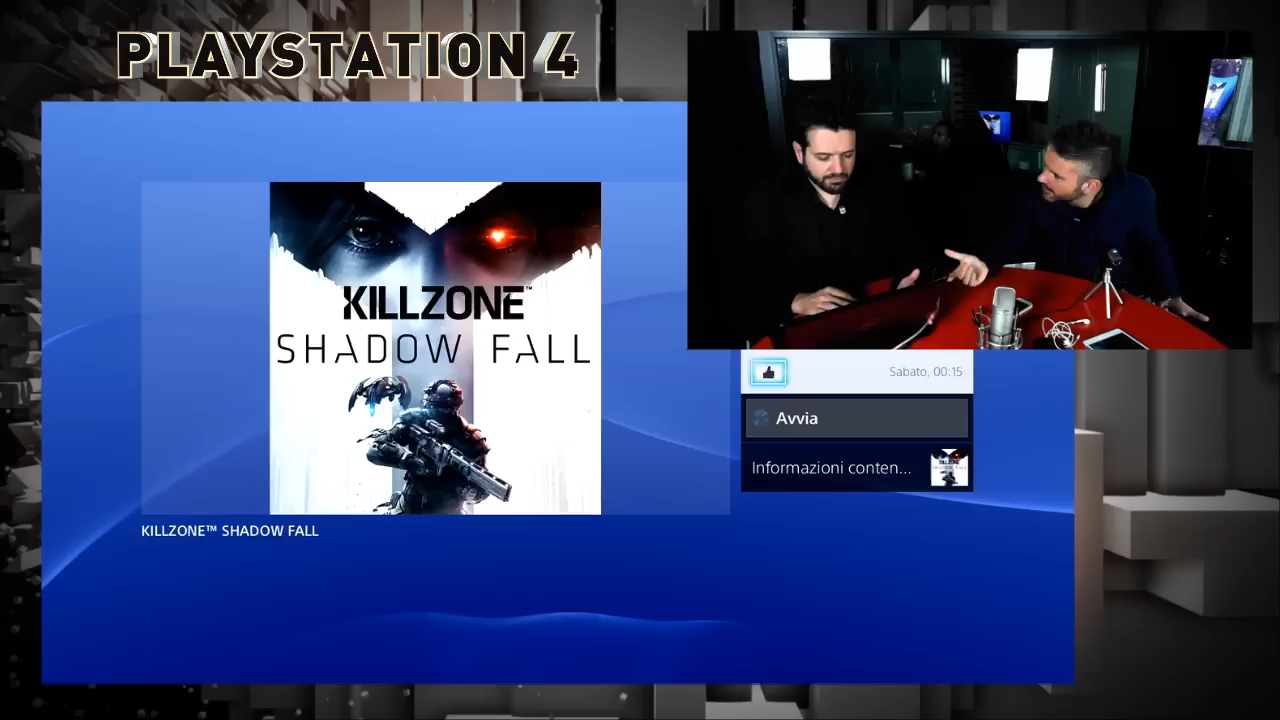 PLAYSTATION 4
KILLZONE™
SHADOW FALL
Sabato, 00:15
Avvia
Informazioni conten...
KILLZONE™ SHADOW FALL